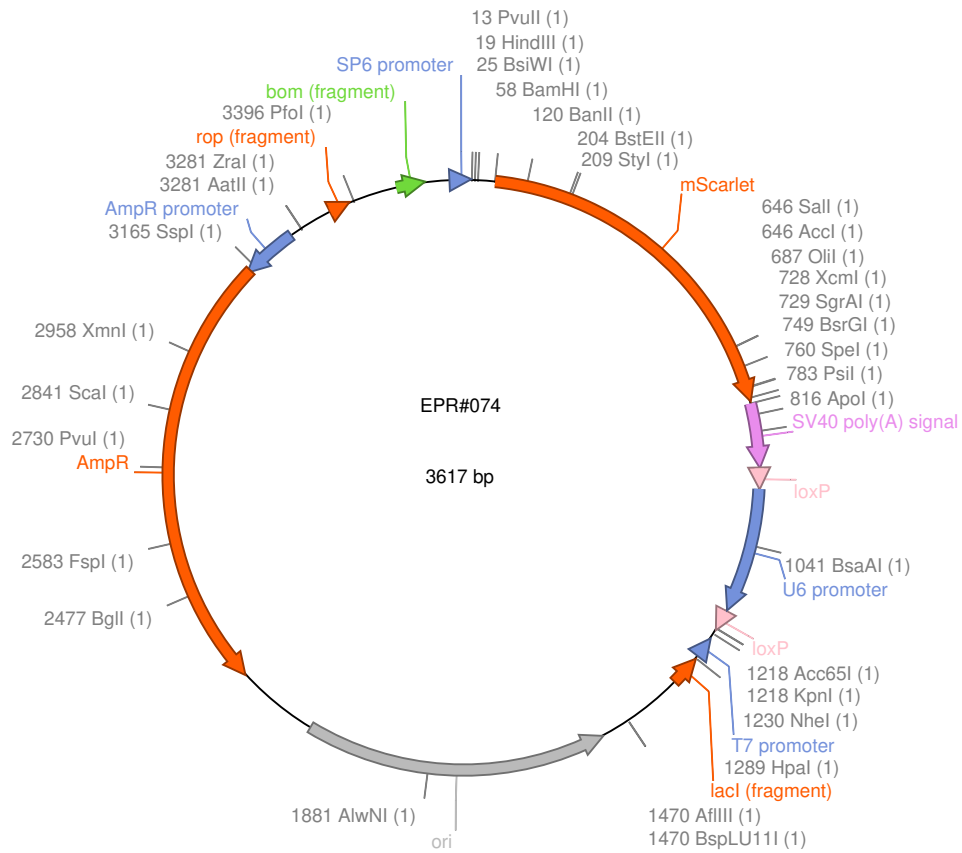 13 PvuII (1)
19 HindIII (1)
SP6 promoter
25 BsiWI (1)
bom (fragment)
58 BamHI (1)
3396 PfoI (1)
120 BanII (1)
rop (fragment)
204 BstEII (1)
3281 ZraI (1)
209 StyI (1)
3281 AatII (1)
mScarlet
AmpR promoter
646 SalI (1)
3165 SspI (1)
646 AccI (1)
687 OliI (1)
728 XcmI (1)
729 SgrAI (1)
2958 XmnI (1)
749 BsrGI (1)
760 SpeI (1)
783 PsiI (1)
2841 ScaI (1)
EPR#074
816 ApoI (1)
SV40 poly(A) signal
2730 PvuI (1)
AmpR
3617 bp
loxP
2583 FspI (1)
1041 BsaAI (1)
U6 promoter
2477 BglI (1)
loxP
1218 Acc65I (1)
1218 KpnI (1)
1230 NheI (1)
T7 promoter
1289 HpaI (1)
lacI (fragment)
1881 AlwNI (1)
1470 AflIII (1)
ori
1470 BspLU11I (1)